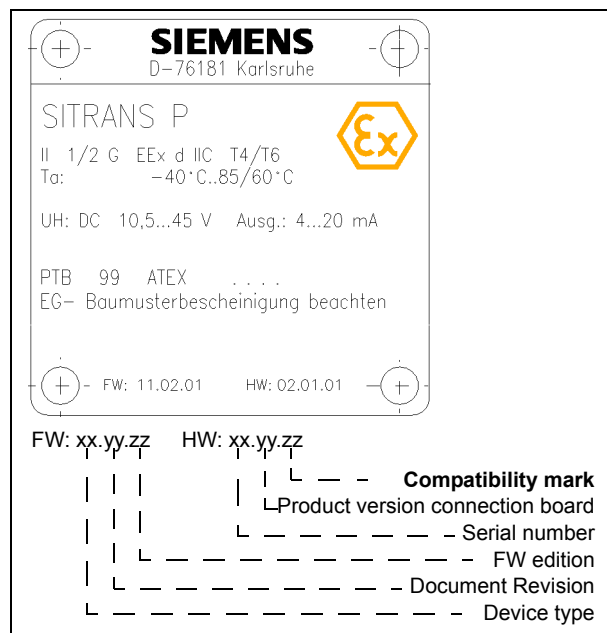 SIEMENS
D-76181 Karlsruhe
SITRANS P
II 1/2 G EEx d IIC T4/T6
Ta: -40°C..85/60°C
Ex
UH: DC 10,5...45 V Ausg.: 4...20 mA
PTB 99 ATEX . . . .
EG- Baumusterbescheinigung beachten
FW: 11.02.01 HW: 02.01.01
FW: xx.yy.zz HW: xx.yy.zz
Compatibility mark
Product version connection board
Serial number
FW edition
Document Revision
Device type